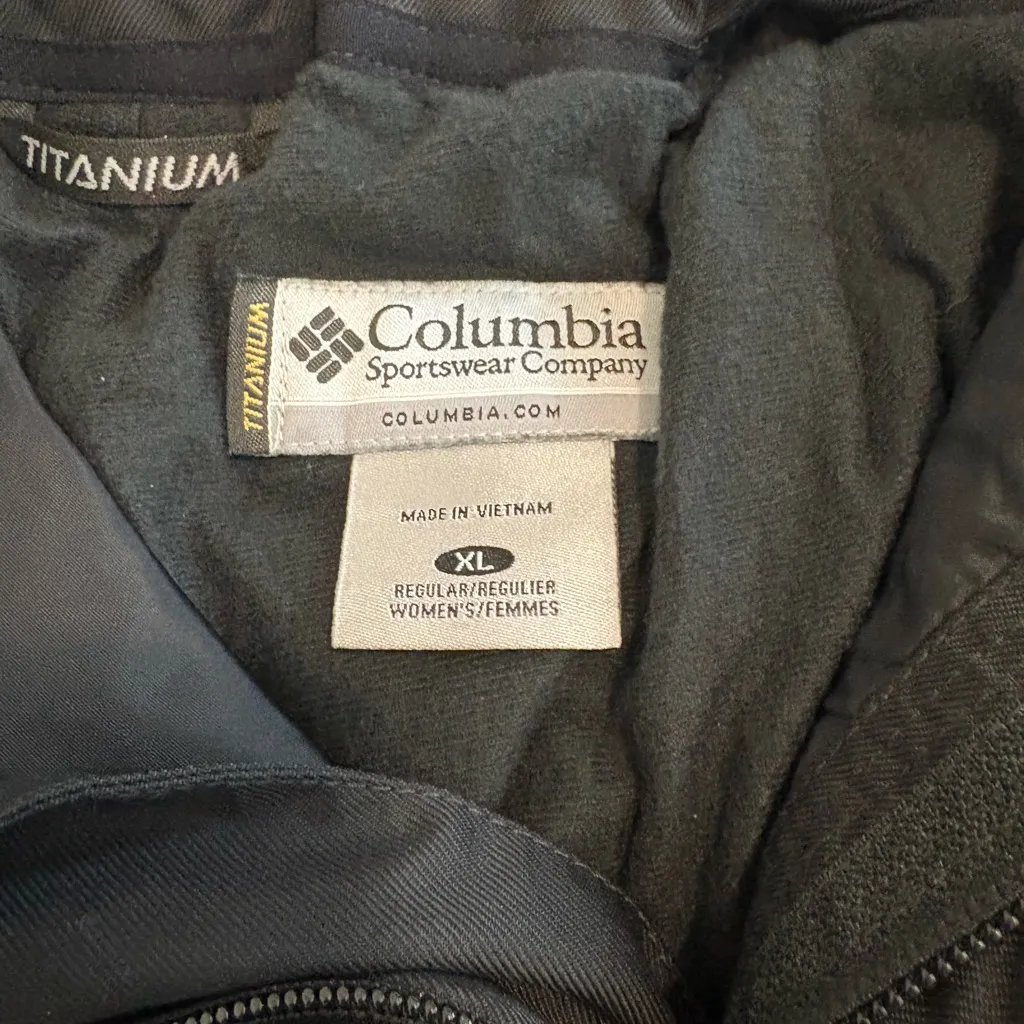 TITANIUM
TITANIUM
Columbia
Sportswear Company
COLUMBIA.COM
MADE IN VIETNAM
XL
REGULAR/REGULIER
WOMEN'S/FEMMES